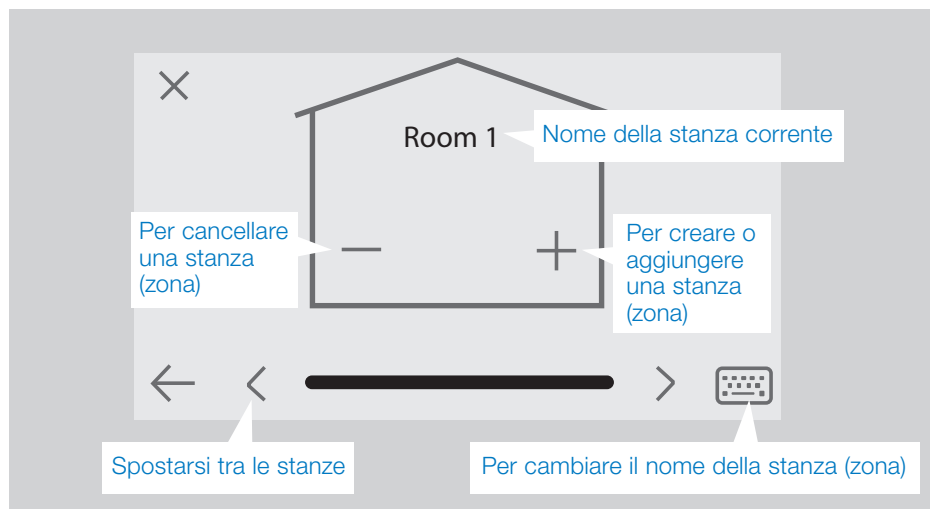 Room 1
Nome della stanza corrente
Per cancellare
una stanza
(zona)
Per creare o
aggiungere
una stanza
(zona)
Spostarsi tra le stanze
Per cambiare il nome della stanza (zona)